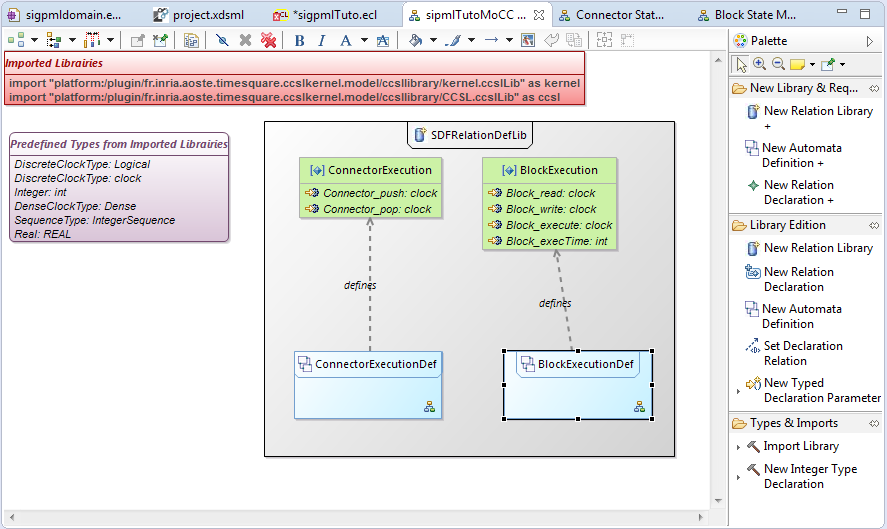 sigpmldomain.e...
project.xdsml
*sigpmlTuto.ecl
sipmlTutoMoCC ...
Connector Stat...
Block State M...
B I A
Imported Librairies
import "platform:/plugin/fr.inria.aoste.timesquare.ccslkernel.model/ccsllibrary/kernel.ccslLib" as kernel
import "platform:/plugin/fr.inria.aoste.timesquare.ccslkernel.model/ccsllibrary/CCSL.ccslLib" as ccsl
Predefined Types from Imported Librairies
DiscreteClockType: Logical
DiscreteClockType: clock
Integer: int
DenseClockType: Dense
SequenceType: IntegerSequence
Real: REAL
SDFRelationDefLib
ConnectorExecution
Connector_push: clock
Connector_pop: clock
BlockExecution
Block_read: clock
Block_write: clock
Block_execute: clock
Block_execTime: int
defines
defines
ConnectorExecutionDef
BlockExecutionDef
Palette
New Library & Req...
New Relation Library
+
New Automata
Definition +
New Relation
Declaration +
Library Edition
New Relation Library
New Relation
Declaration
New Automata
Definition
Set Declaration
Relation
New Typed
Declaration Parameter
Types & Imports
Import Library
New Integer Type
Declaration